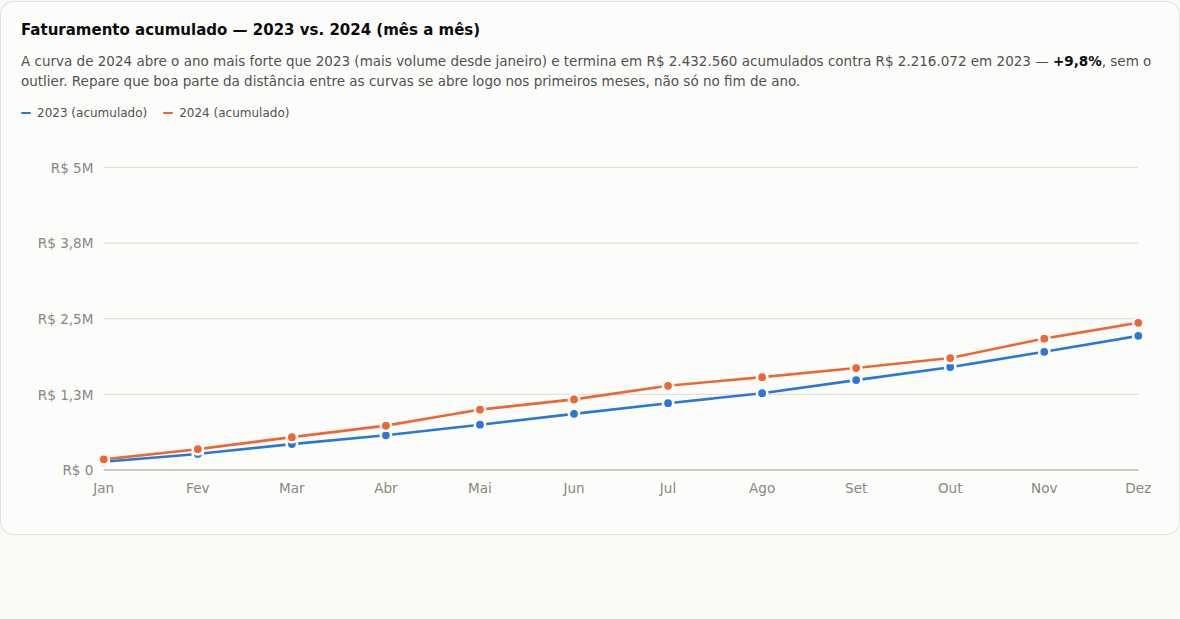 Faturamento acumulado — 2023 vs. 2024 (mês a mês)
A curva de 2024 abre o ano mais forte que 2023 (mais volume desde janeiro) e termina em R$ 2.432.560 acumulados contra R$ 2.216.072 em 2023 — +9,8%, sem o
outlier. Repare que boa parte da distância entre as curvas se abre logo nos primeiros meses, não só no fim de ano.
2023 (acumulado) 2024 (acumulado)
R$ 5M
R$ 3,8M
R$ 2,5M
R$ 1,3M
R$ 0
Jan Fev Mar Abr Mai Jun Jul Ago Set Out Nov Dez